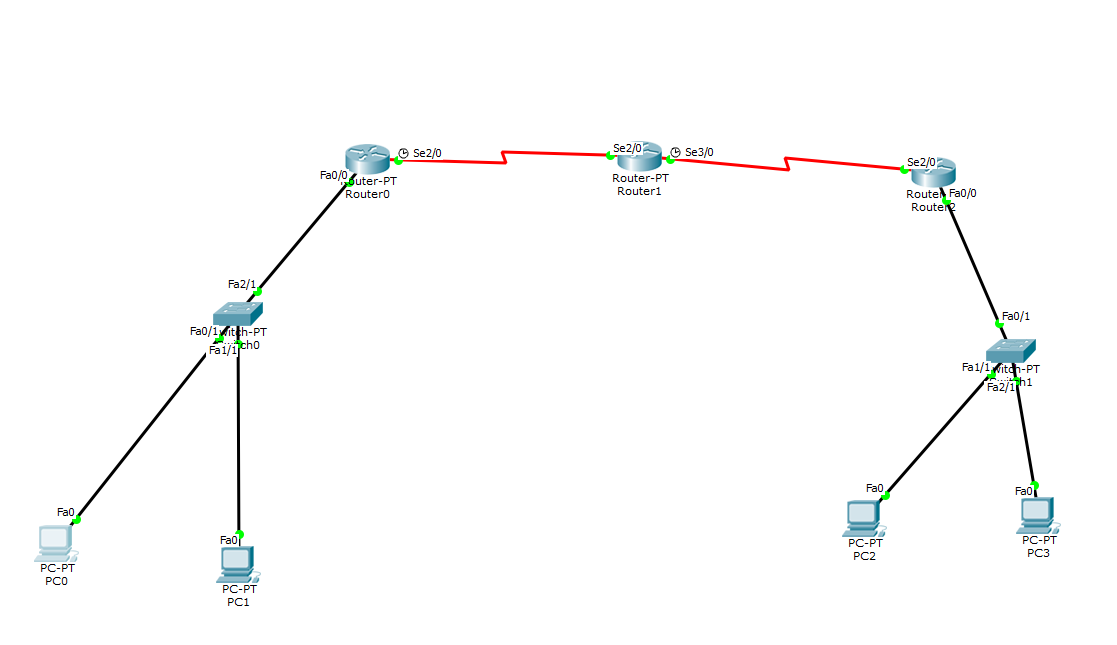 Se2/0
Se2/0
Se3/0
Se2/0
Fa0/0
Router-PT
Router0
Router-PT
Router1
Fa0/0
Router2
Fa2/1
Fa0/1
Fa1/1
Fa0/1
Fa1/1
Fa2/1
Fa0
PC-PT
PC0
Fa0
PC-PT
PC1
Fa0
PC-PT
PC2
Fa0
PC-PT
PC3